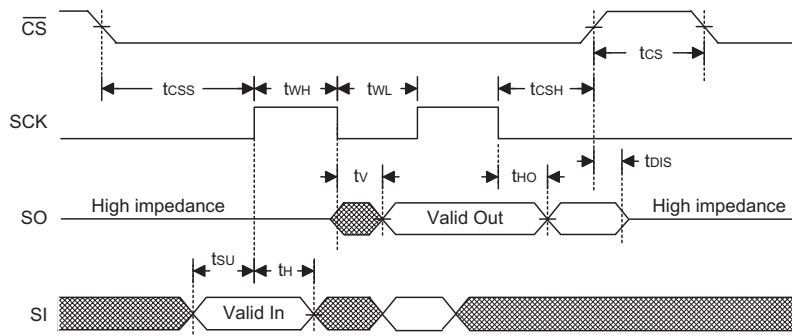 CS
tCS
tCSS tWH tWL tCSH
SCK
tV tHO tDIS
SO High impedance Valid Out High impedance
tSU tH
SI Valid In